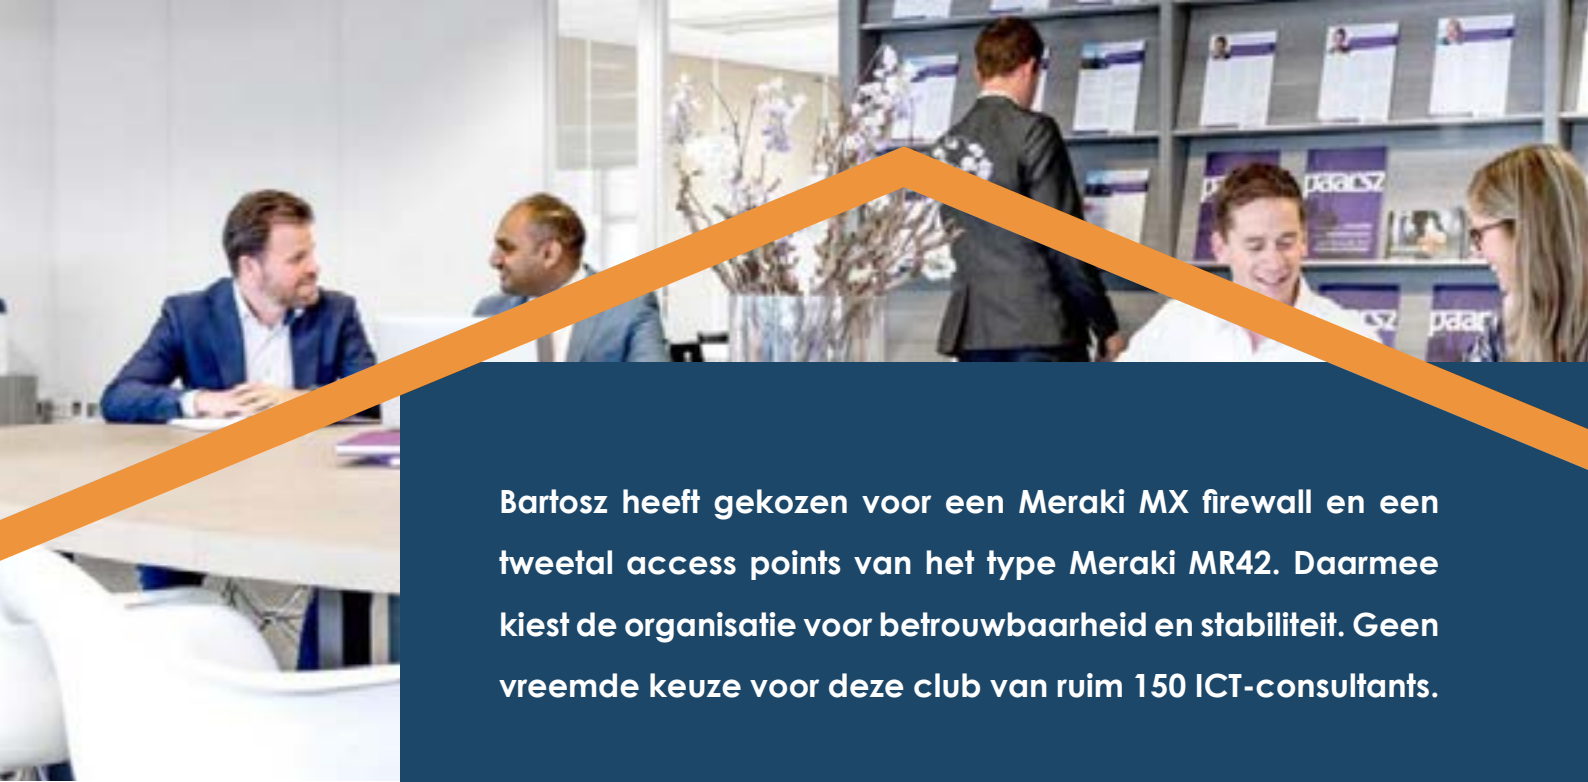 paarsz
Bartosz heeft gekozen voor een Meraki MX firewall en een
tweetal access points van het type Meraki MR42. Daarmee
kiest de organisatie voor betrouwbaarheid en stabiliteit. Geen
vreemde keuze voor deze club van ruim 150 ICT-consultants.